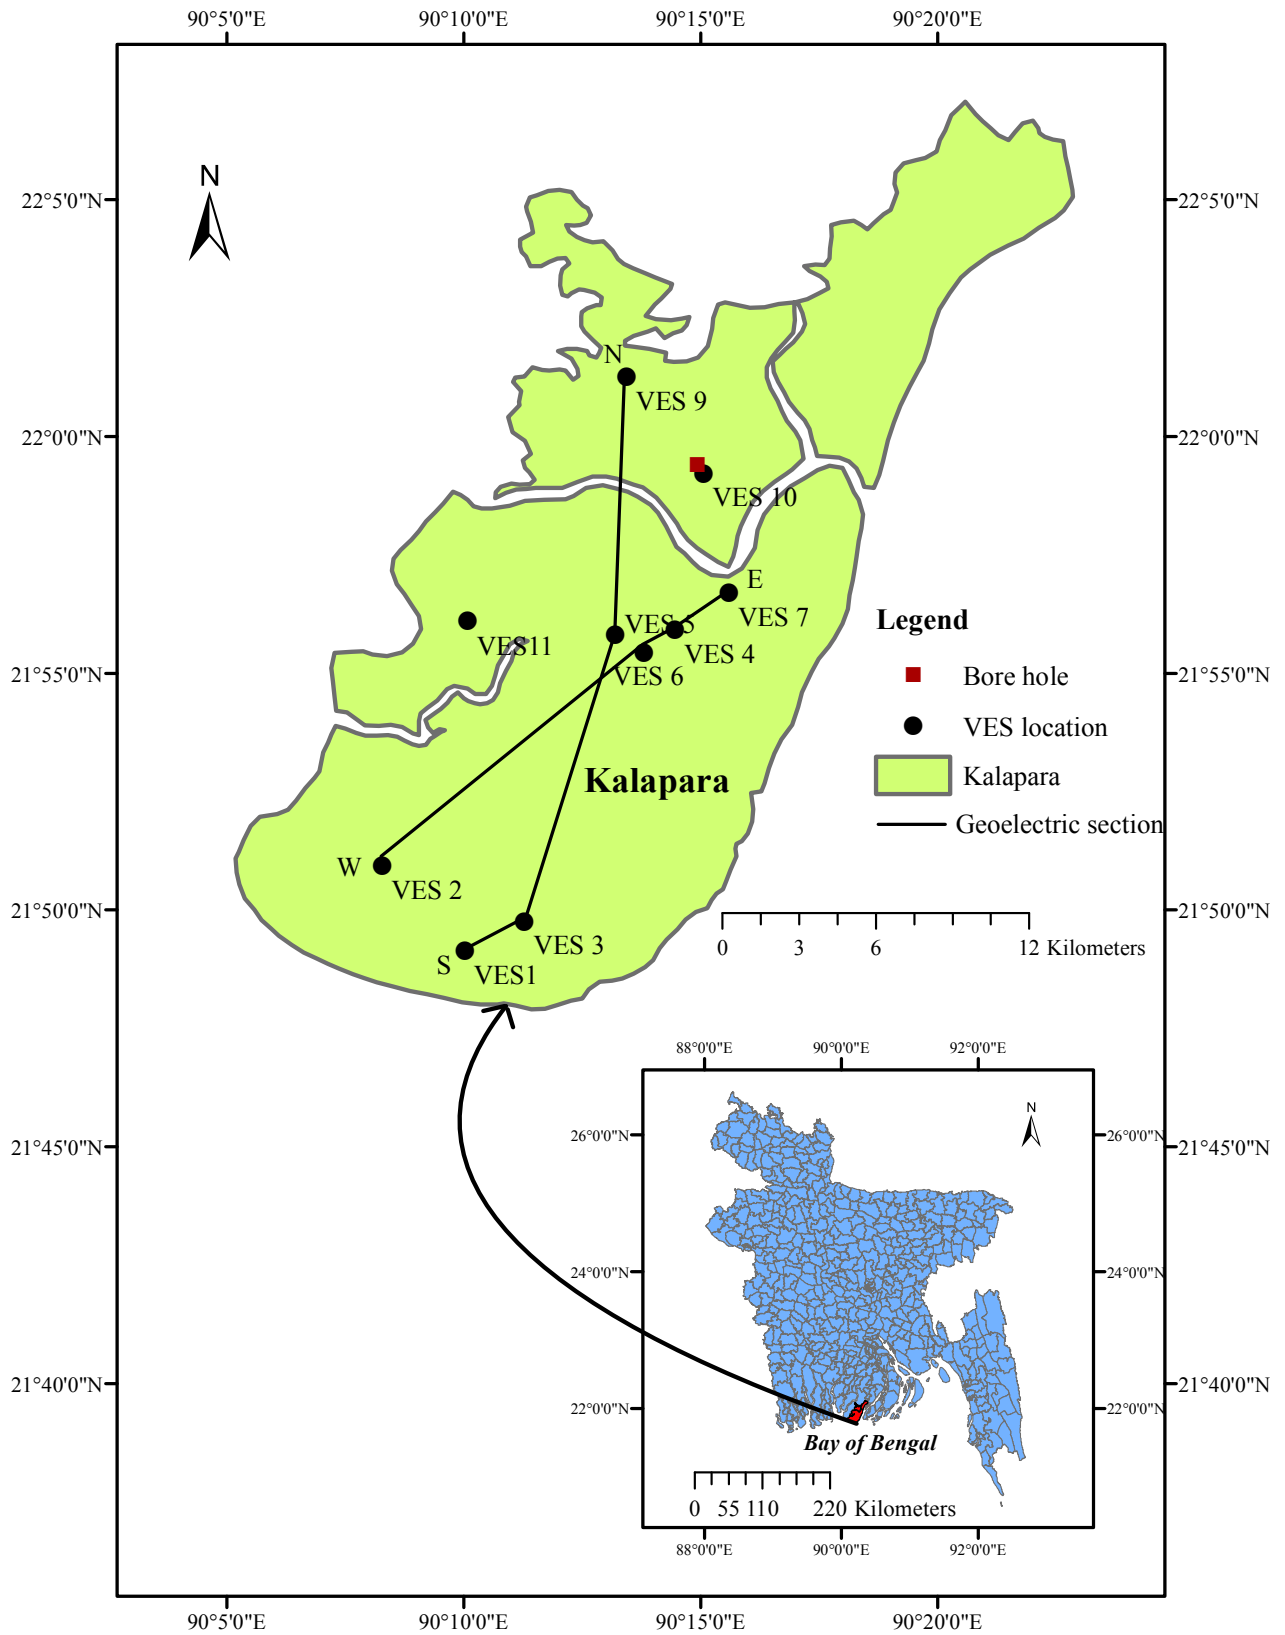 90°5'0"E 90°10'0"E 90°15'0"E 90°20'0"E
N
22°5'0"N 22°5'0"N
N
VES 9
22°0'0"N 22°0'0"N
VES 10
E
VES 5 VES 7
Legend
VES11 VES 4
21°55'0"N VES 6 Bore hole 21°55'0"N
VES location
Kalapara Kalapara
Geoelectric section
W
VES 2
21°50'0"N 21°50'0"N
VES 3
0 3 6 12 Kilometers
S
VES1
88°0'0"E 90°0'0"E 92°0'0"E
N
26°0'0"N 26°0'0"N
21°45'0"N 21°45'0"N
24°0'0"N 24°0'0"N
21°40'0"N 21°40'0"N
22°0'0"N 22°0'0"N
Bay of Bengal
0 55 110 220 Kilometers
88°0'0"E 90°0'0"E 92°0'0"E
90°5'0"E 90°10'0"E 90°15'0"E 90°20'0"E